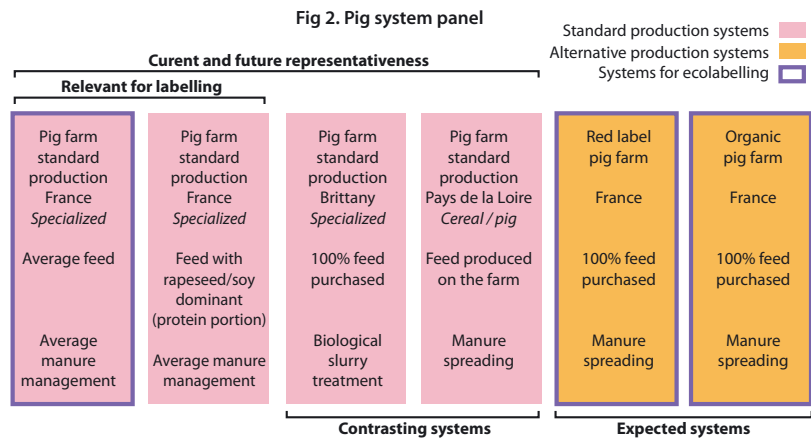 Fig 2. Pig system panel
Standard production systems
Alternative production systems
Systems for ecolabelling
Curent and future representativeness
Relevant for labelling
Pig farm
standard
production
France
Specialized
Average feed
Average
manure
management
Pig farm
standard
production
France
Specialized
Feed with
rapeseed/soy
dominant
(protein portion)
Average manure
management
Pig farm
standard
production
Brittany
Specialized
100% feed
purchased
Biological
slurry
treatment
Pig farm
standard
production
Pays de la Loire
Cereal / pig
Feed produced
on the farm
Manure
spreading
Red label
pig farm
France
100% feed
purchased
Manure
spreading
Organic
pig farm
France
100% feed
purchased
Manure
spreading
Contrasting systems
Expected systems